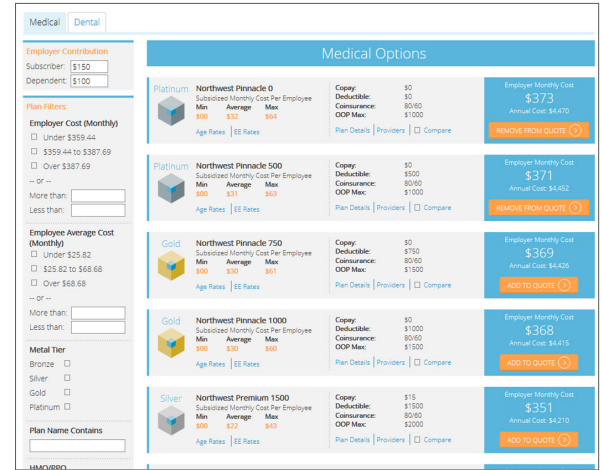 Medical Dental
Employer Contribution
Subscriber: $150
Dependent: $100
Plan Filters:
Employer Cost (Monthly)
Under $359.44
$359.44 to $387.69
Over $387.69
-- or --
More than:
Less than:
Employee Average Cost
(Monthly)
Under $25.82
$25.82 to $68.68
Over $68.68
-- or --
More than:
Less than:
Metal Tier
Bronze
Silver
Gold
Platinum
Plan Name Contains
HMO/PPO
Medical Options
Platinum
Northwest Pinnacle 0
Subsidized Monthly Cost Per Employee
Min Average Max
$00 $32 $64
Age Rates | EE Rates
Copay: $0
Deductible: $0
Coinsurance: 80/60
OOP Max: $1000
Plan Details | Providers | Compare
Employer Monthly Cost
$373
Annual Cost: $4,470
REMOVE FROM QUOTE
Platinum
Northwest Pinnacle 500
Subsidized Monthly Cost Per Employee
Min Average Max
$00 $31 $63
Age Rates | EE Rates
Copay: $0
Deductible: $500
Coinsurance: 80/60
OOP Max: $1000
Plan Details | Providers | Compare
Employer Monthly Cost
$371
Annual Cost: $4,452
REMOVE FROM QUOTE
Gold
Northwest Pinnacle 750
Subsidized Monthly Cost Per Employee
Min Average Max
$00 $30 $61
Age Rates | EE Rates
Copay: $0
Deductible: $750
Coinsurance: 80/60
OOP Max: $1500
Plan Details | Providers | Compare
Employer Monthly Cost
$369
Annual Cost: $4,426
ADD TO QUOTE
Gold
Northwest Pinnacle 1000
Subsidized Monthly Cost Per Employee
Min Average Max
$00 $30 $60
Age Rates | EE Rates
Copay: $0
Deductible: $1000
Coinsurance: 80/60
OOP Max: $1500
Plan Details | Providers | Compare
Employer Monthly Cost
$368
Annual Cost: $4,415
ADD TO QUOTE
Silver
Northwest Premium 1500
Subsidized Monthly Cost Per Employee
Min Average Max
$00 $22 $43
Age Rates | EE Rates
Copay: $15
Deductible: $1500
Coinsurance: 80/60
OOP Max: $2000
Plan Details | Providers | Compare
Employer Monthly Cost
$351
Annual Cost: $4,210
ADD TO QUOTE